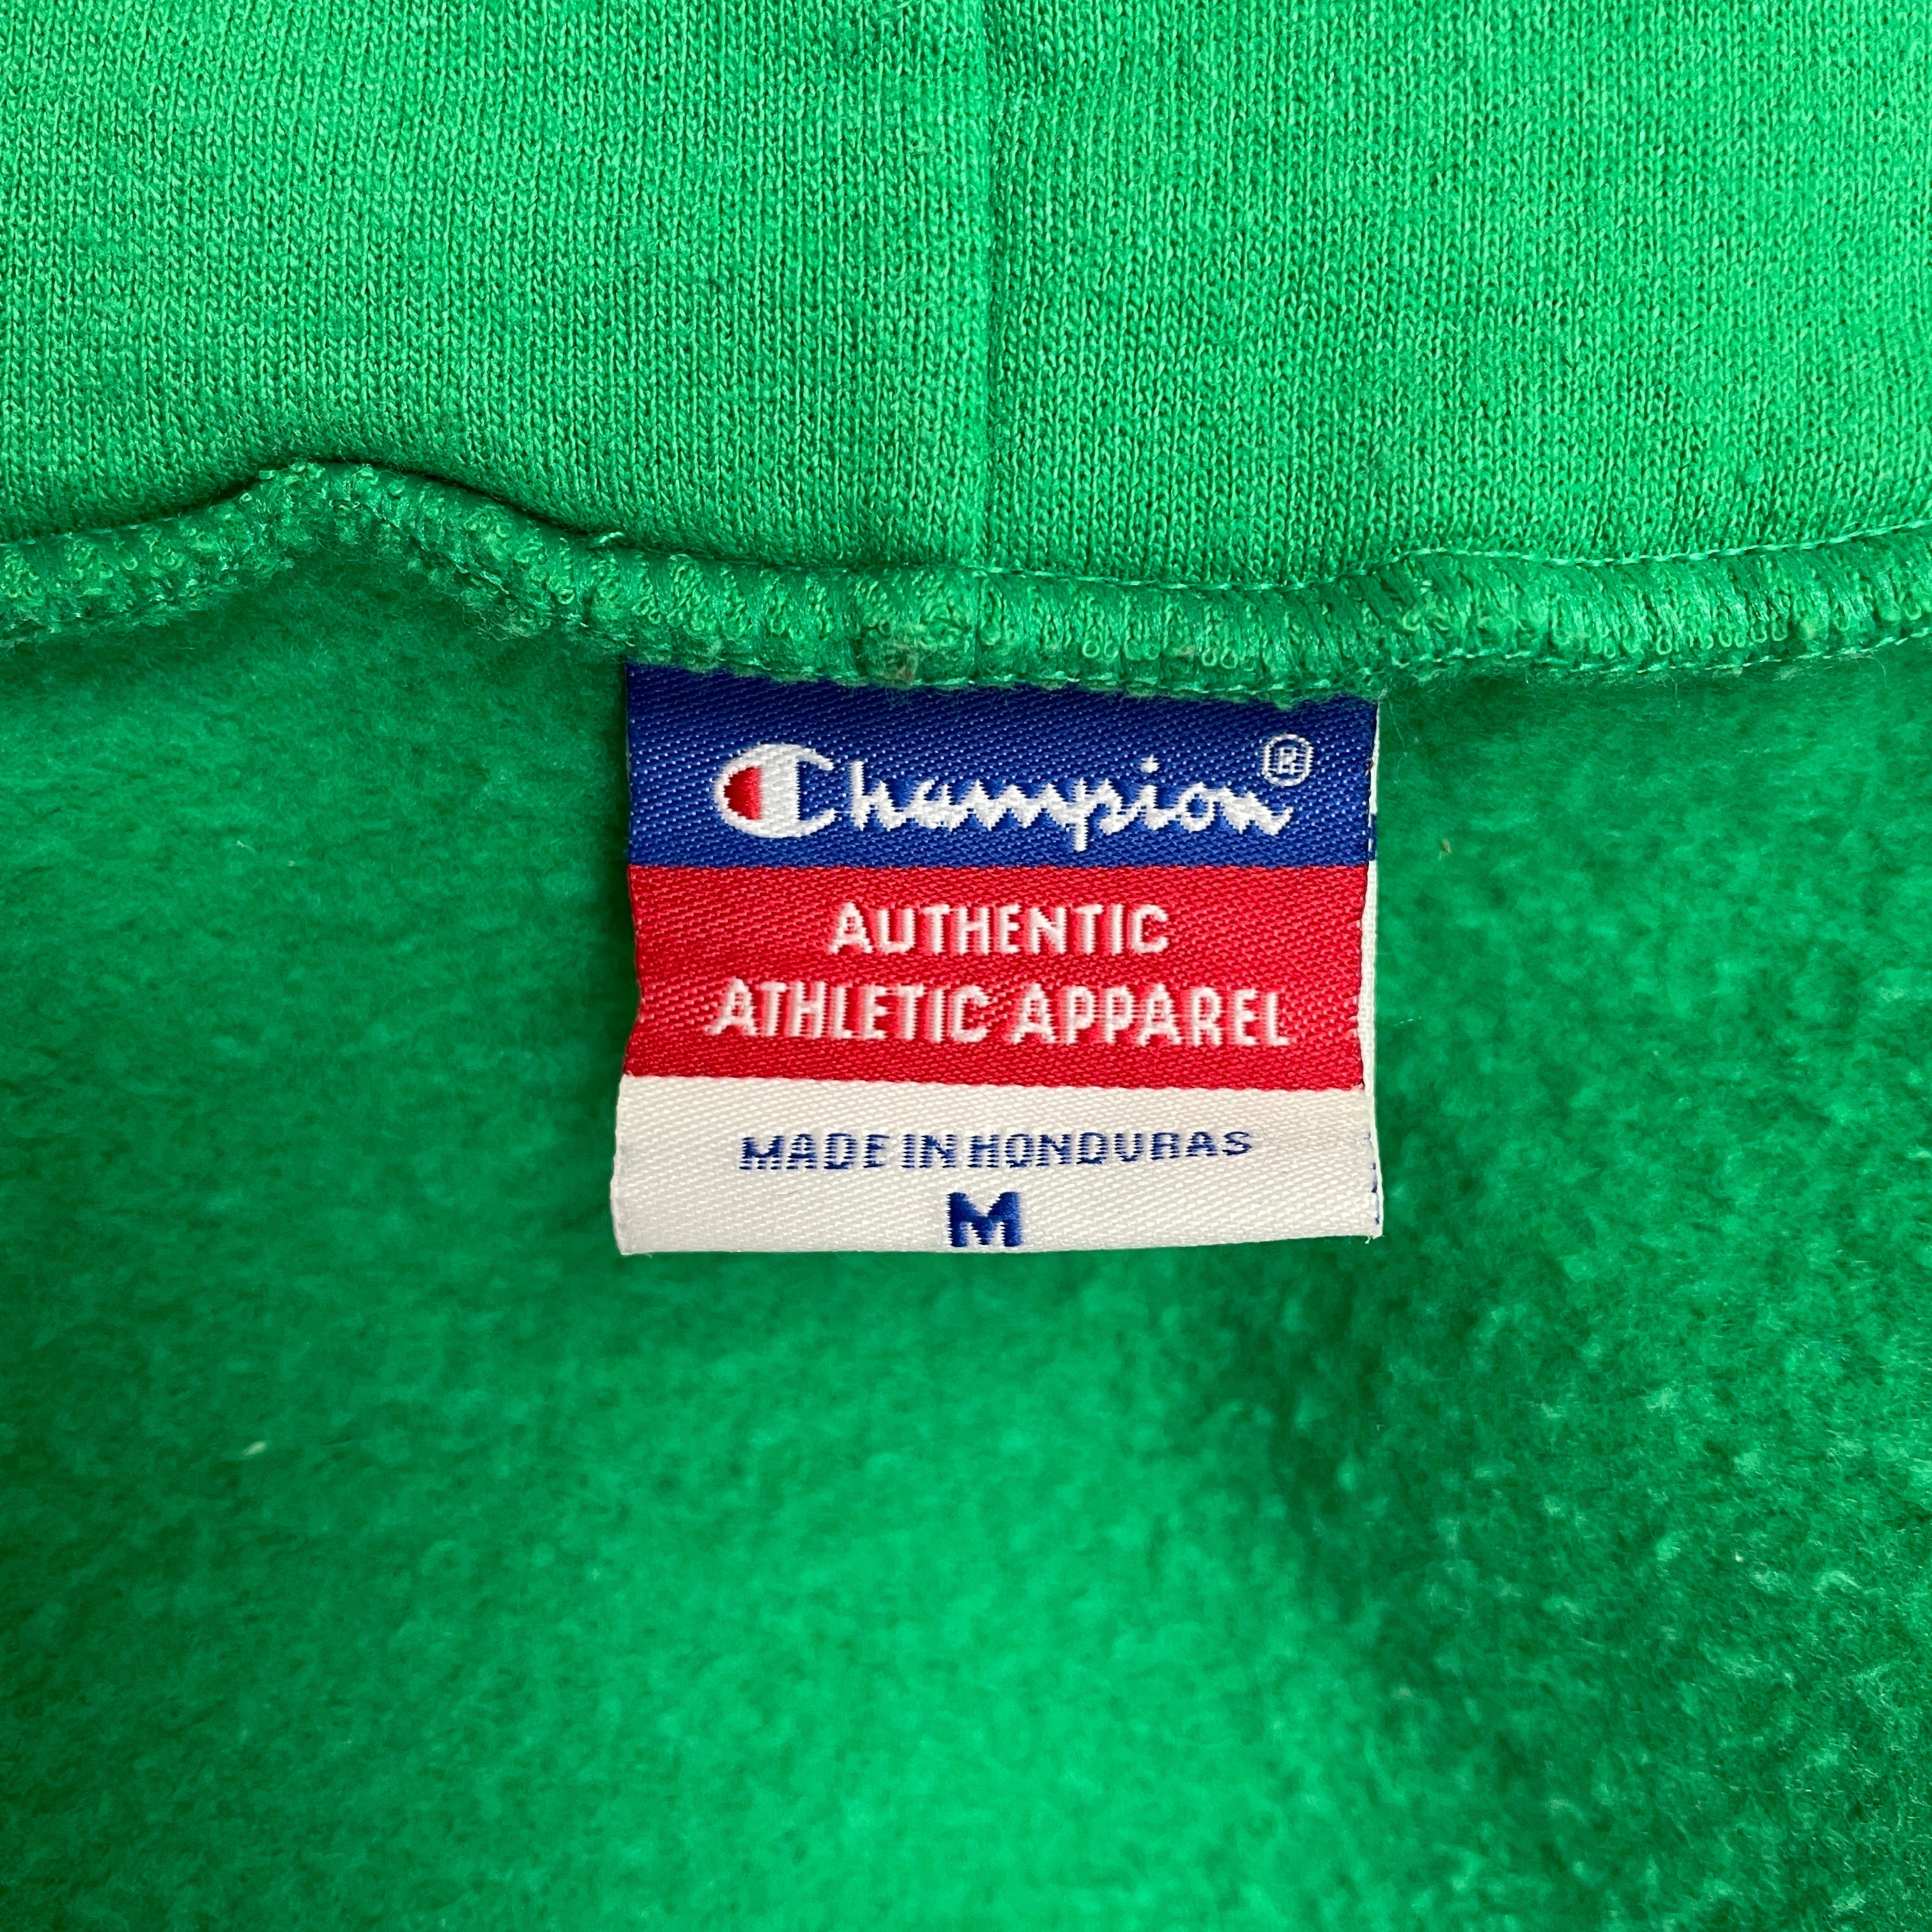 Champion®
AUTHENTIC
ATHLETIC APPAREL
MADE IN HONDURAS
M